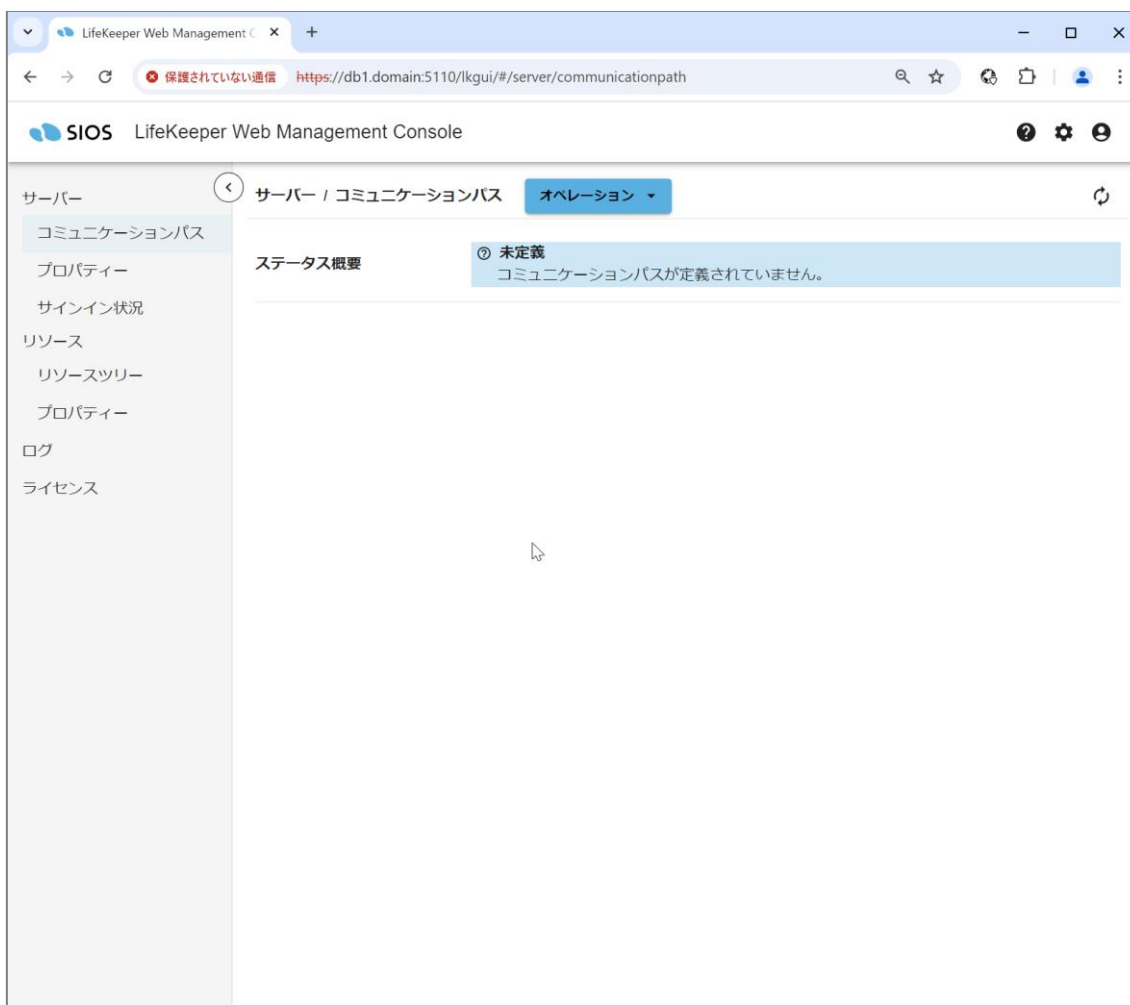 LifeKeeper Web Management C
保護されていない通信 https://db1.domain:5110/lkgui/#/server/communicationpath
SIOS LifeKeeper Web Management Console
サーバー
コミュニケーションパス
プロパティー
サインイン状況
リソース
リソースツリー
プロパティー
ログ
ライセンス
サーバー / コミュニケーションパス オペレーション
ステータス概要
未定義
コミュニケーションパスが定義されていません。